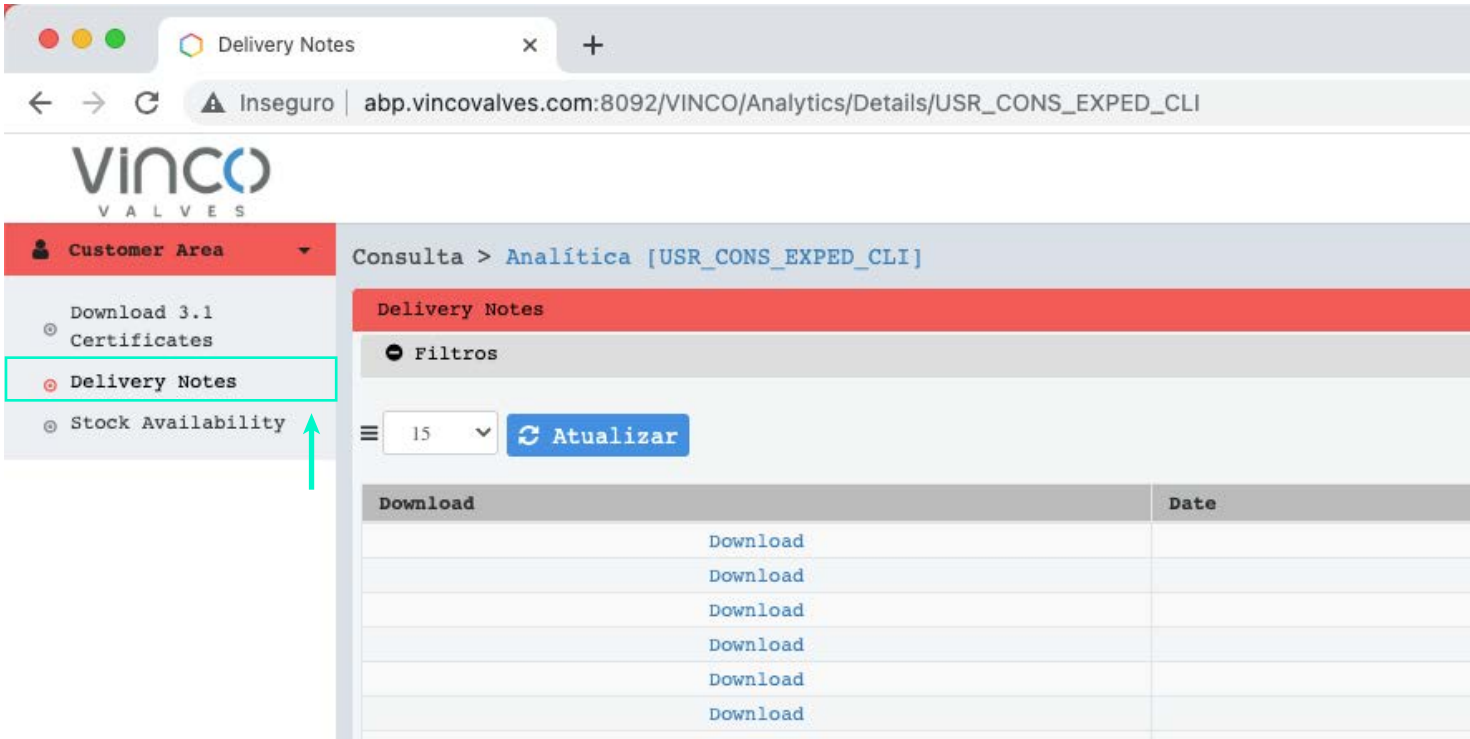 Delivery Notes
Inseguro | abp.vincovalves.com:8092/VINCO/Analytics/Details/USR_CONS_EXPED_CLI
VINCO
VALVES
Customer Area
Consulta > Analítica [USR_CONS_EXPED_CLI]
Download 3.1
Certificates
Delivery Notes
Stock Availability
Delivery Notes
Filtros
15
Atualizar
Download Date
Download
Download
Download
Download
Download
Download